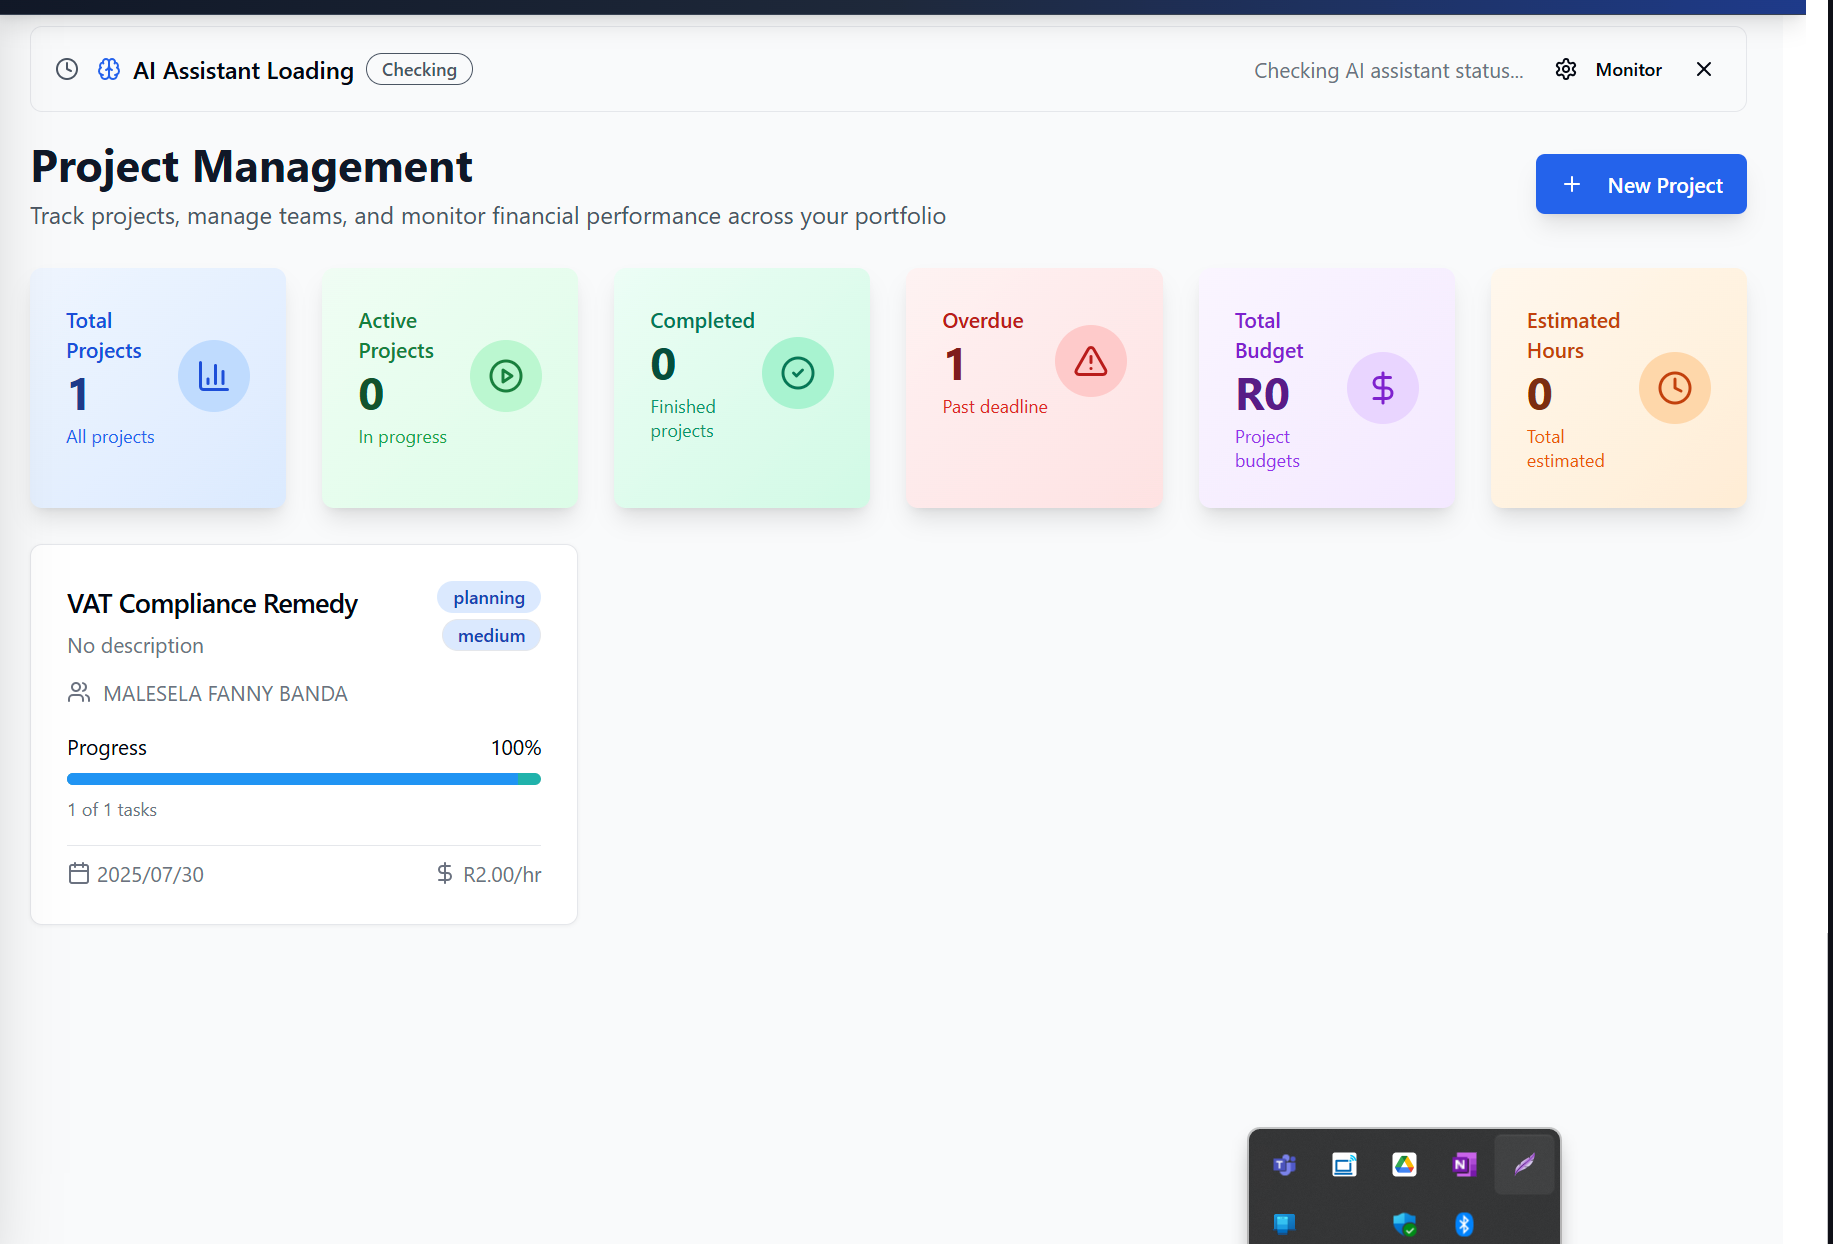 AI Assistant Loading Checking Checking AI assistant status... Monitor
Project Management
New Project
Track projects, manage teams, and monitor financial performance across your portfolio
Total
Projects
1
All projects
Active
Projects
0
In progress
Completed
0
Finished
projects
Overdue
1
Past deadline
Total
Budget
R0
Project
budgets
Estimated
Hours
0
Total
estimated
VAT Compliance Remedy
planning
medium
No description
MALESELA FANNY BANDA
Progress 100%
1 of 1 tasks
2025/07/30 $ R2.00/hr